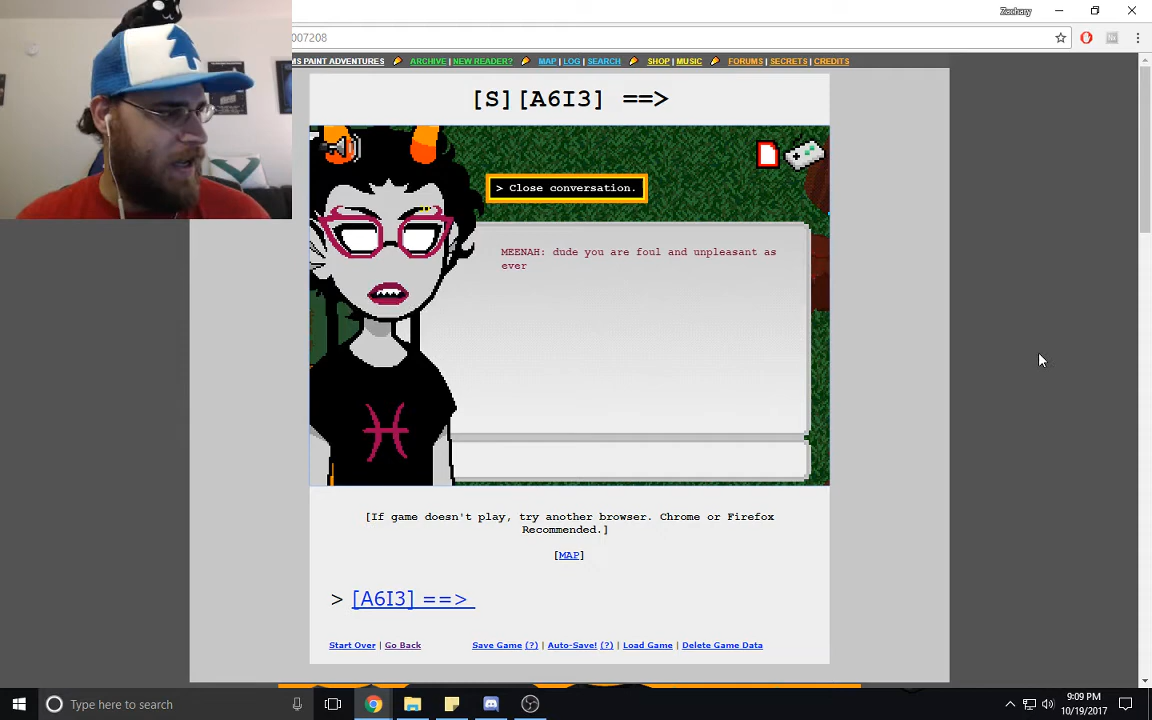 Zachary
007208
MS PAINT ADVENTURES ARCHIVE | NEW READER? MAP | LOG | SEARCH SHOP | MUSIC FORUMS | SECRETS | CREDITS
[S][A6I3] ==>
> Close conversation.
MEENAH: dude you are foul and unpleasant as
ever
[If game doesn't play, try another browser. Chrome or Firefox
Recommended.]
[MAP]
> [A6I3] ==>
Start Over | Go Back Save Game (?) | Auto-Save! (?) | Load Game | Delete Game Data
Type here to search
9:09 PM
10/19/2017